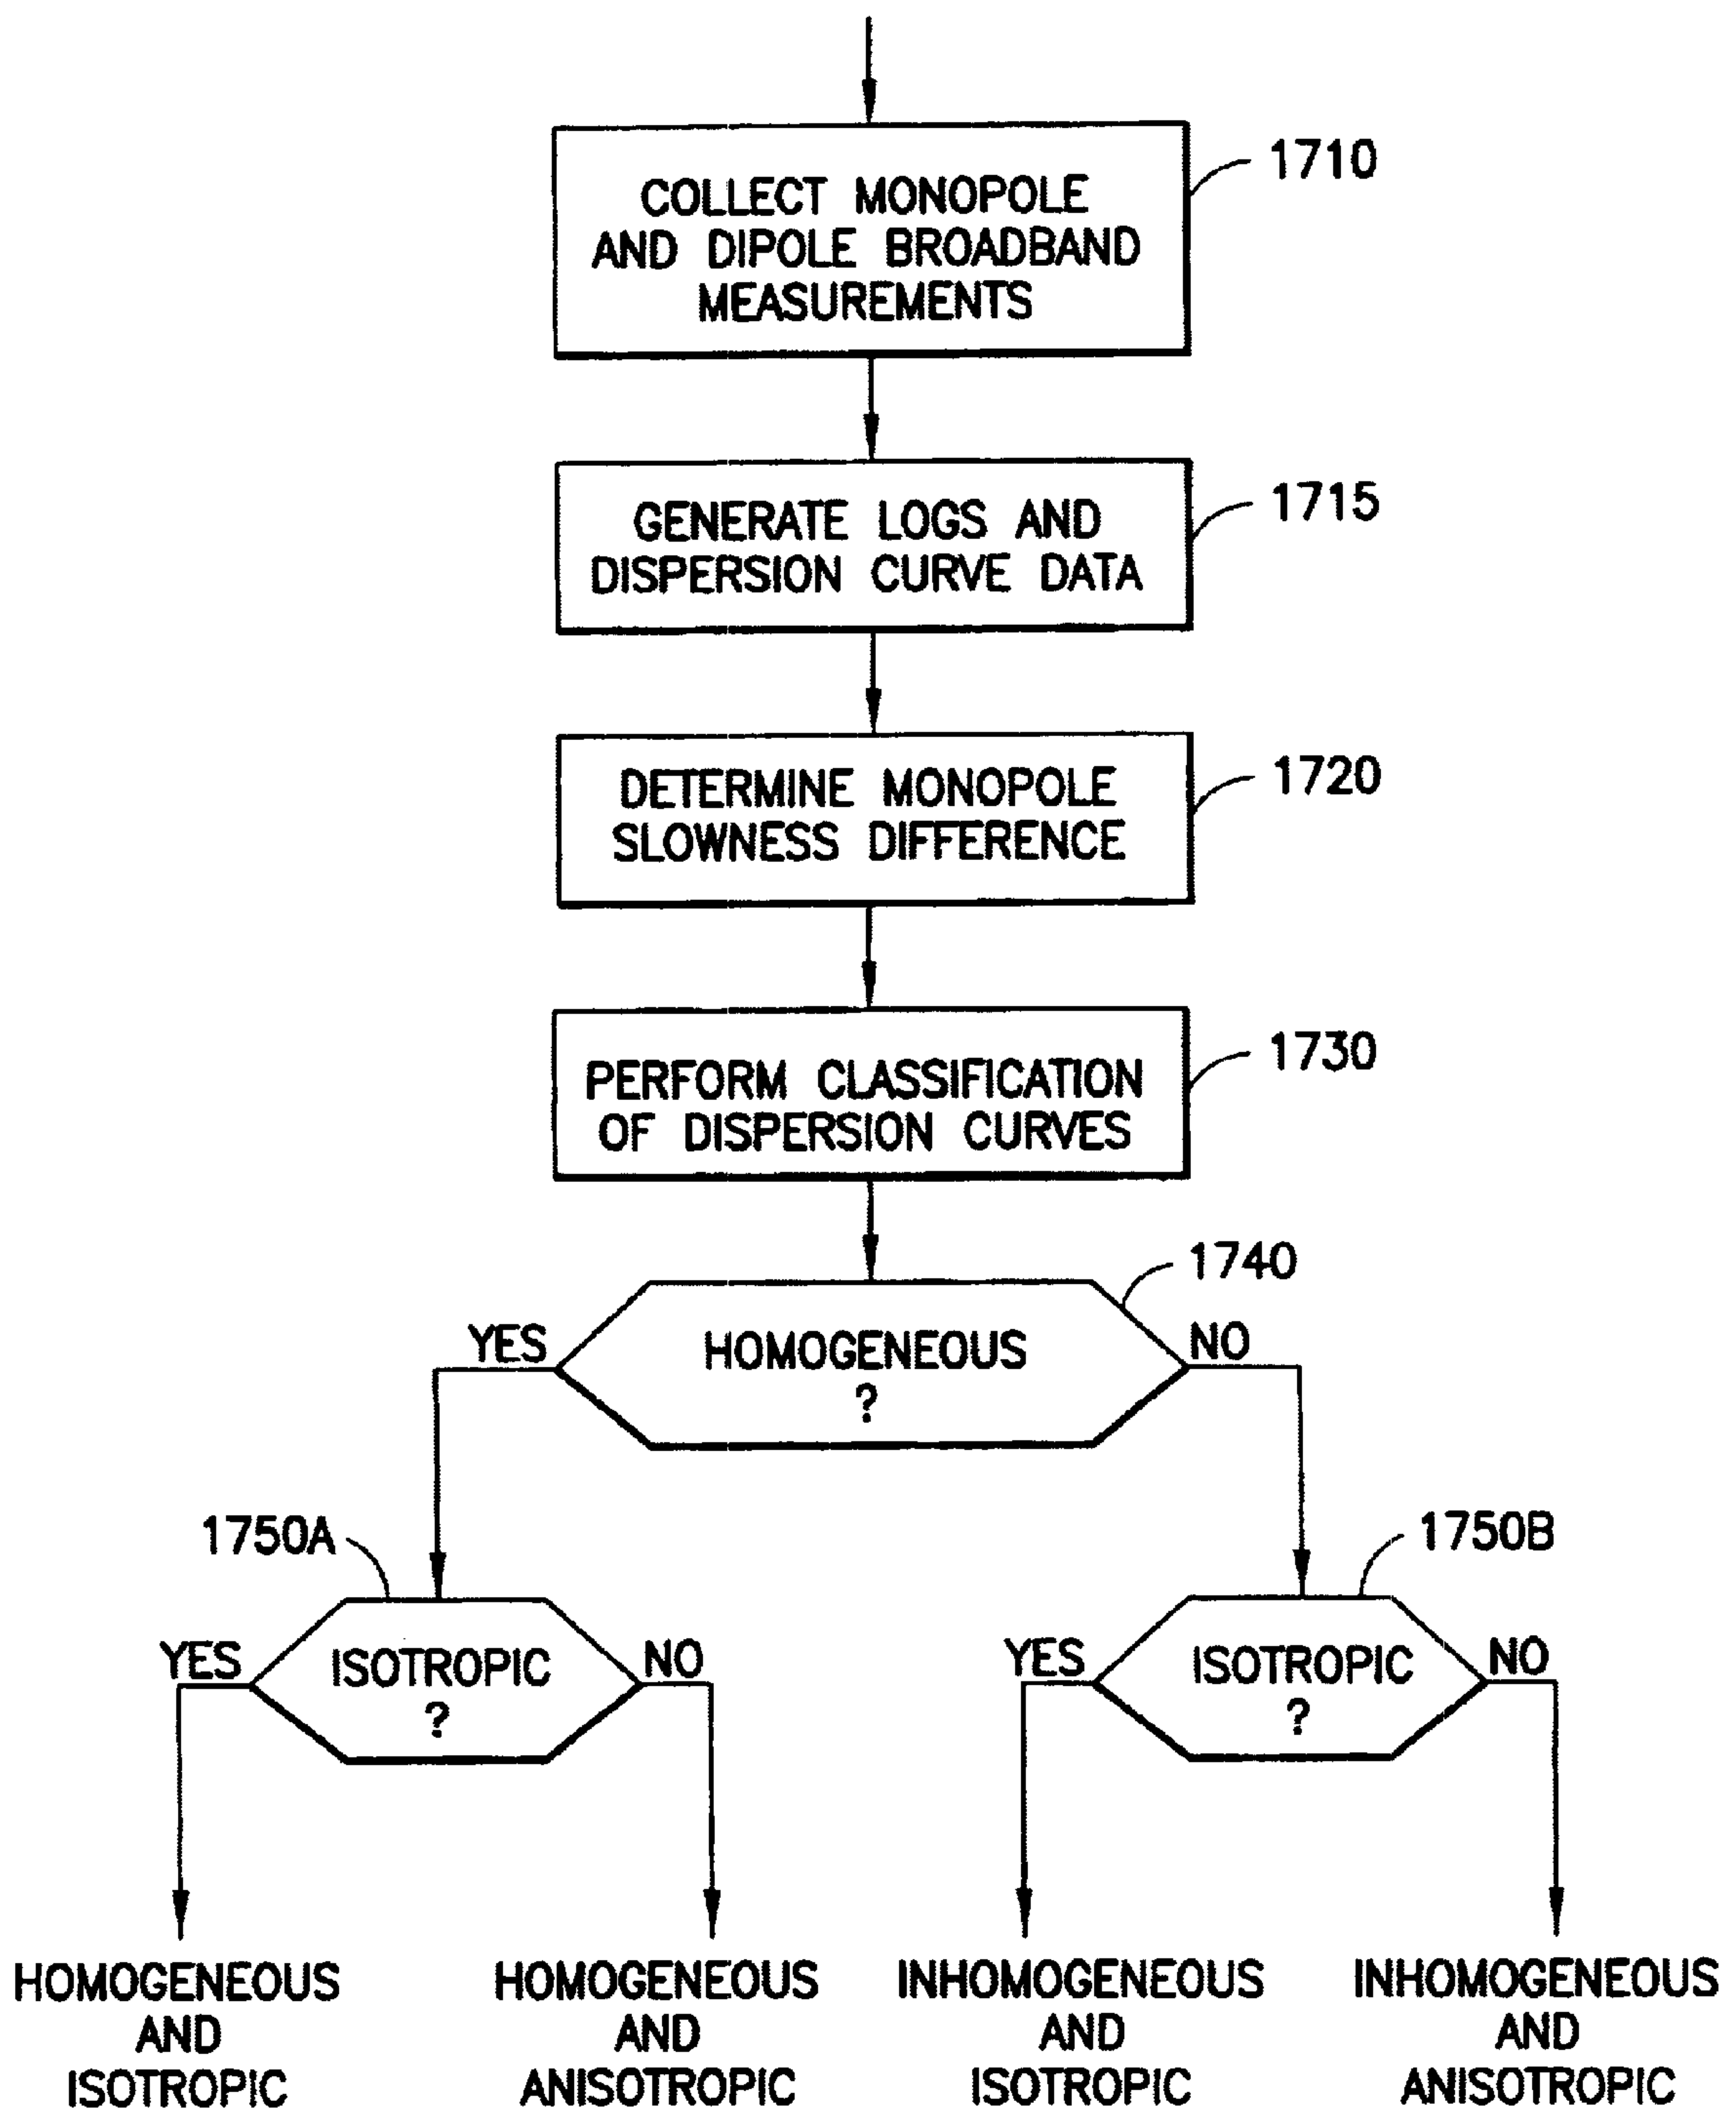 COLLECT MONOPOLE
AND DIPOLE BROADBAND
MEASUREMENTS
1710
GENERATE LOGS AND
DISPERSION CURVE DATA
1715
DETERMINE MONOPOLE
SLOWNESS DIFFERENCE
1720
PERFORM CLASSIFICATION
OF DISPERSION CURVES
1730
1740
YES
HOMOGENEOUS
?
NO
1750A
YES
ISOTROPIC
?
NO
1750B
YES
ISOTROPIC
?
NO
HOMOGENEOUS
AND
ISOTROPIC
HOMOGENEOUS
AND
ANISOTROPIC
INHOMOGENEOUS
AND
ISOTROPIC
INHOMOGENEOUS
AND
ANISOTROPIC